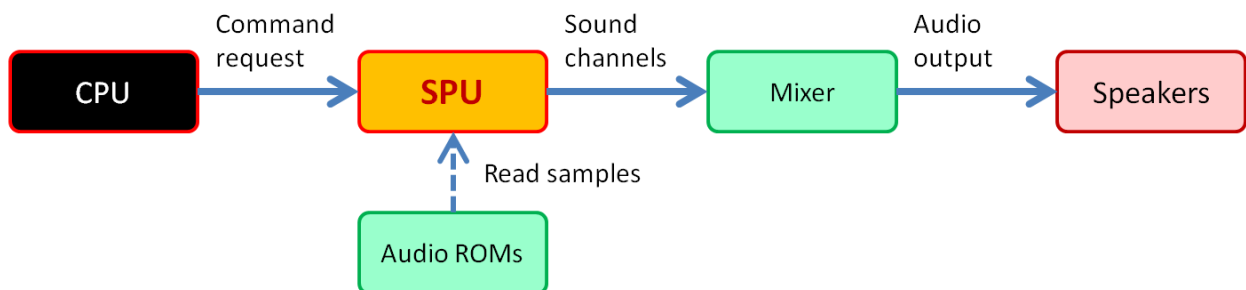 Command
request
Sound
channels
Audio
output
CPU
SPU
Mixer
Speakers
Read samples
Audio ROMs